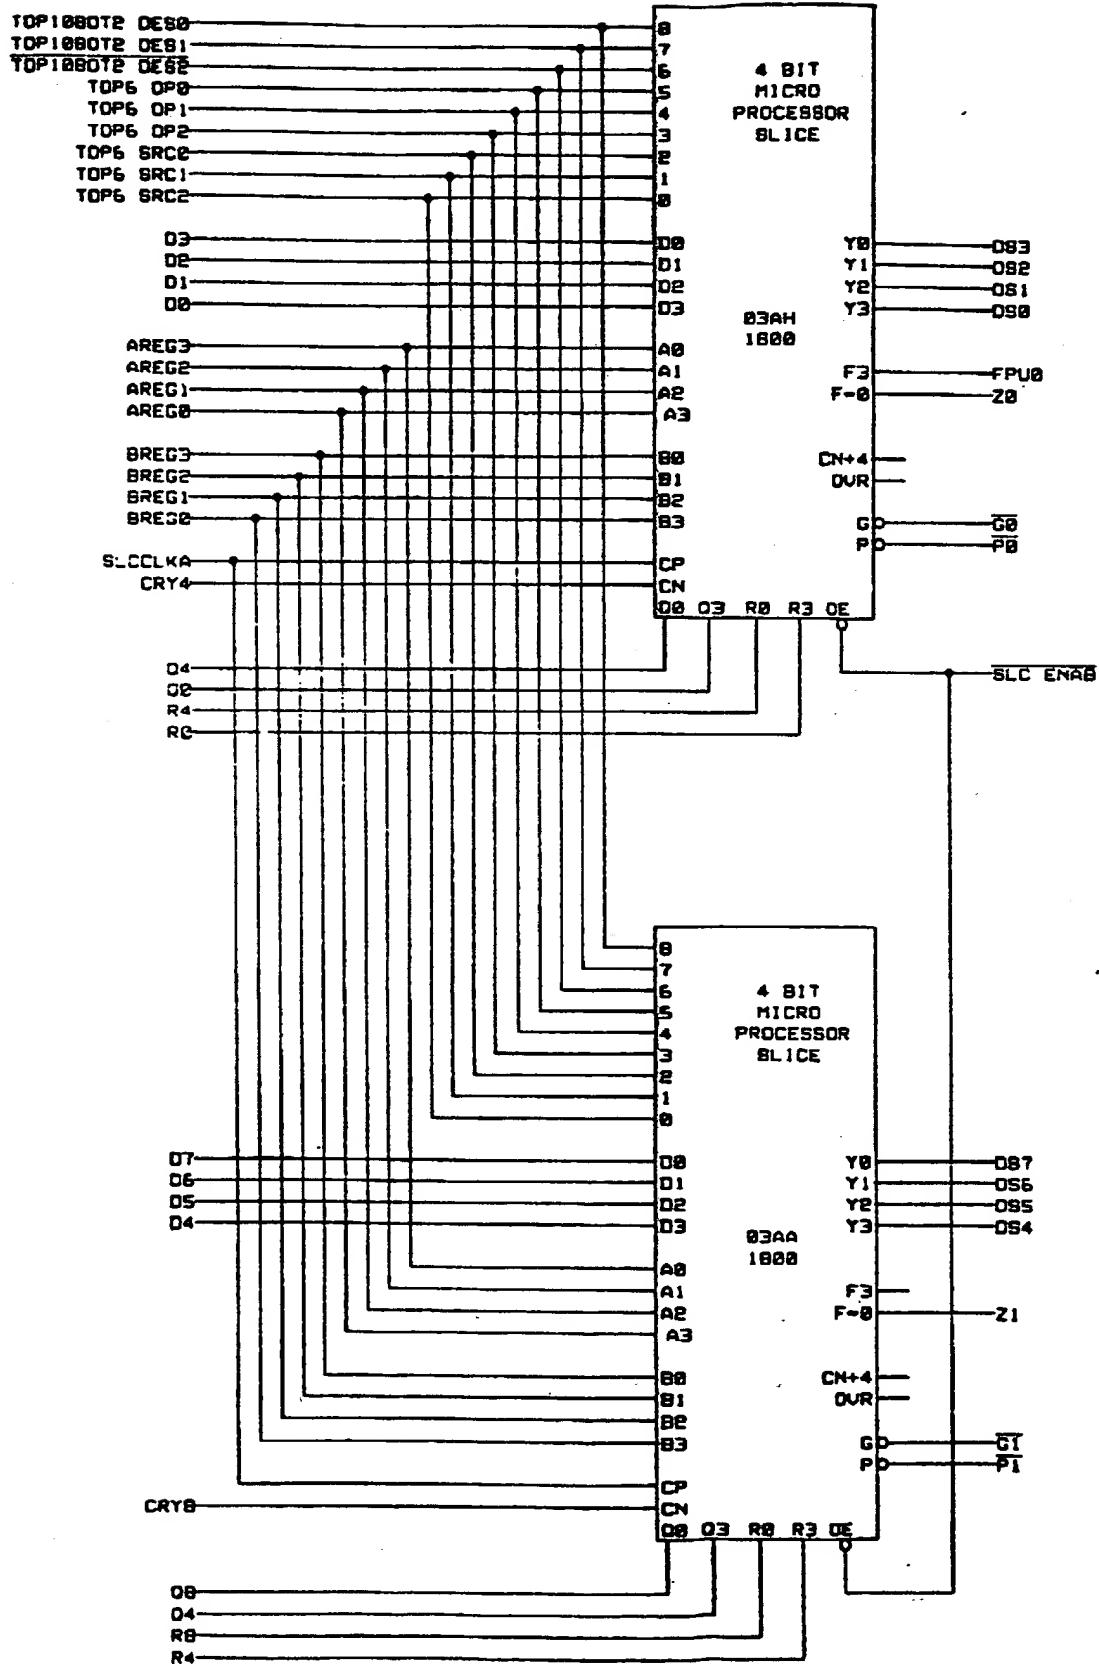 TOP10BOT2 DES0
TOP10BOT2 DES1
TOP10BOT2 DES2
TOP6 OP0
TOP6 OP1
TOP6 OP2
TOP6 SRC0
TOP6 SRC1
TOP6 SRC2
D3
D2
D1
D0
AREG3
AREG2
AREG1
AREG0
BREG3
BREG2
BREG1
BREG0
SLCCLKA
CRY4
8
7
6
5
4
3
2
1
0
D0
D1
D2
D3
A0
A1
A2
A3
B0
B1
B2
B3
CP
CN
4 BIT
MICRO
PROCESSOR
SLICE
03AH
1800
Y0 DS3
Y1 DS2
Y2 DS1
Y3 DS0
F3 FPU0
F=0 Z0
CN+4
OVR
G G0
P P0
Q0 Q3 R0 R3 OE
SLC ENAB
Q4
Q0
R4
R0
8
7
6
5
4
3
2
1
0
4 BIT
MICRO
PROCESSOR
SLICE
D7 D0
D6 D1
D5 D2
D4 D3
A0
A1
A2
A3
B0
B1
B2
B3
CP
CRY8 CN
03AA
1800
Y0 DS7
Y1 DS6
Y2 DS5
Y3 DS4
F3
F=0 Z1
CN+4
OVR
G G1
P P1
Q0 Q3 R0 R3 OE
Q8
Q4
R8
R4